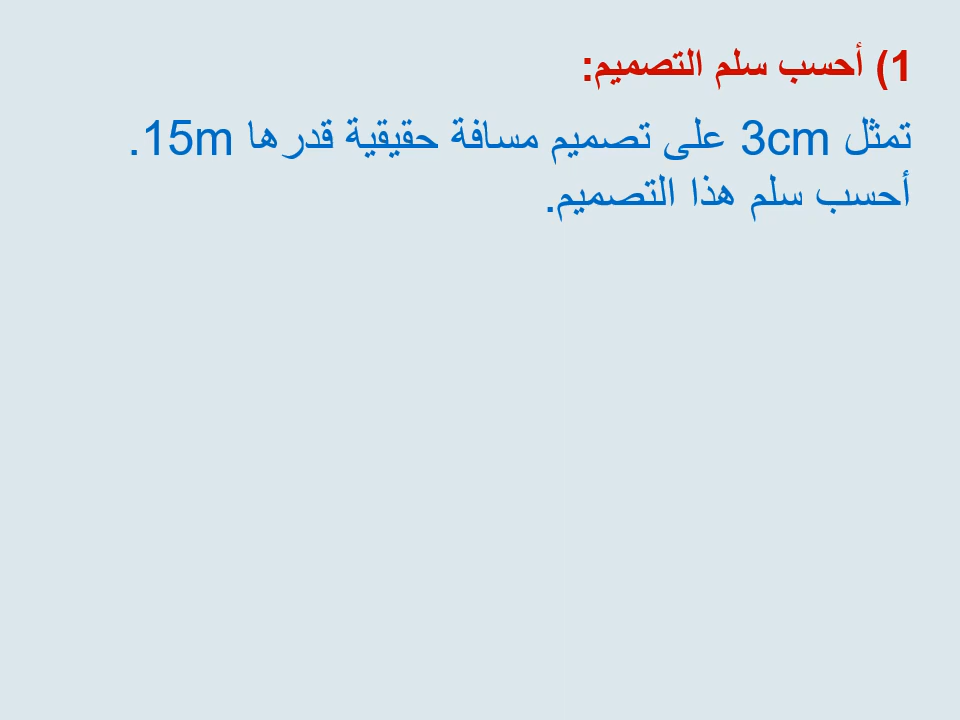 1) أحسب سلم التصميم:
تمثل 3cm على تصميم مسافة حقيقية قدرها 15m.
أحسب سلم هذا التصميم.